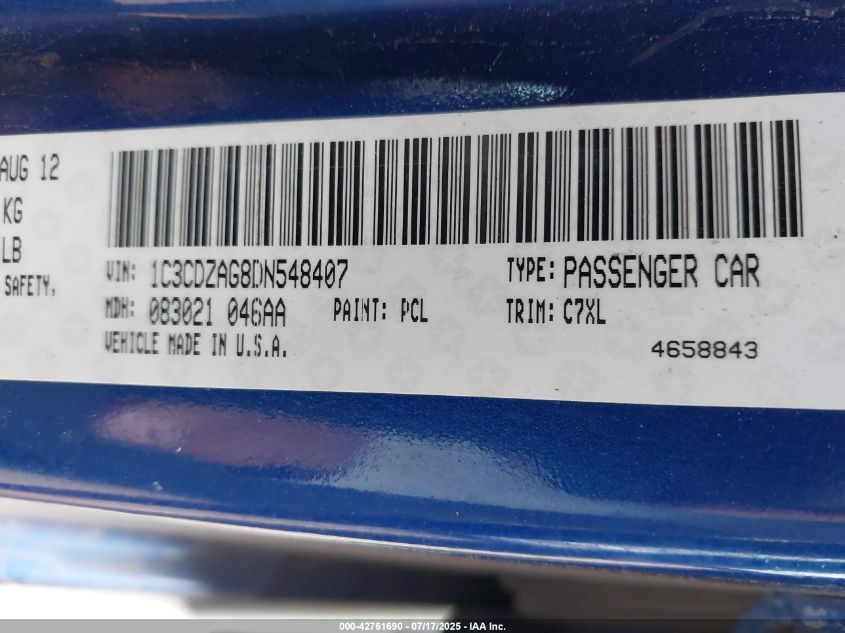 AUG 12
KG
LB
SAFETY,
VIN: 1C3CDZAG8DN548407
TYPE: PASSENGER CAR
MDH: 083021 046AA
PAINT: PCL
TRIM: C7XL
VEHICLE MADE IN U.S.A.
4658843
000-42761690 - 07/17/2025 - IAA Inc.